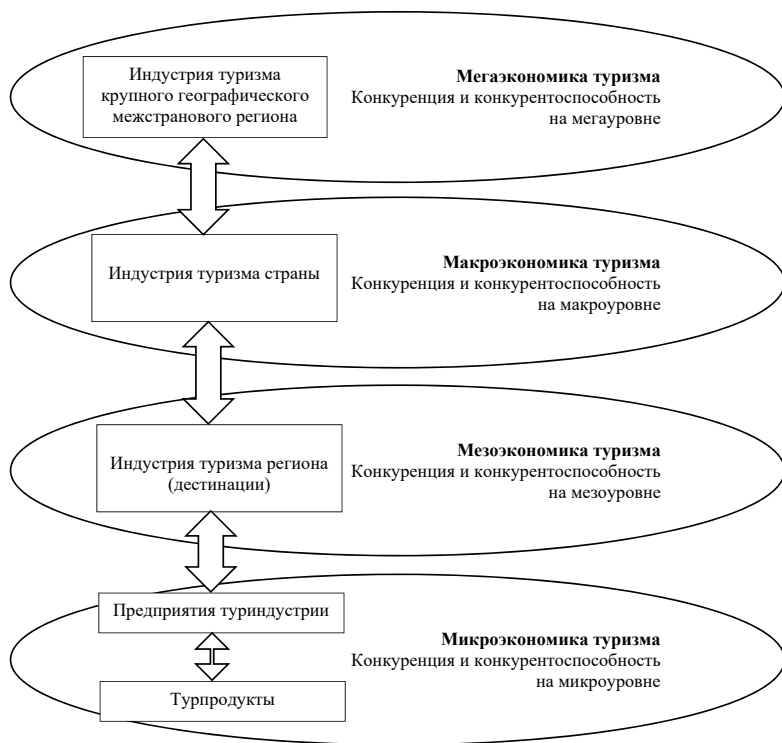 Индустрия туризма
крупного географического
межстранового региона
Мегаэкономика туризма
Конкуренция и конкурентоспособность
на мегауровне
Индустрия туризма страны
Макроэкономика туризма
Конкуренция и конкурентоспособность
на макроуровне
Индустрия туризма региона
(дестинации)
Мезоэкономика туризма
Конкуренция и конкурентоспособность
на мезоуровне
Предприятия туриндустрии
Турпродукты
Микроэкономика туризма
Конкуренция и конкурентоспособность
на микроуровне